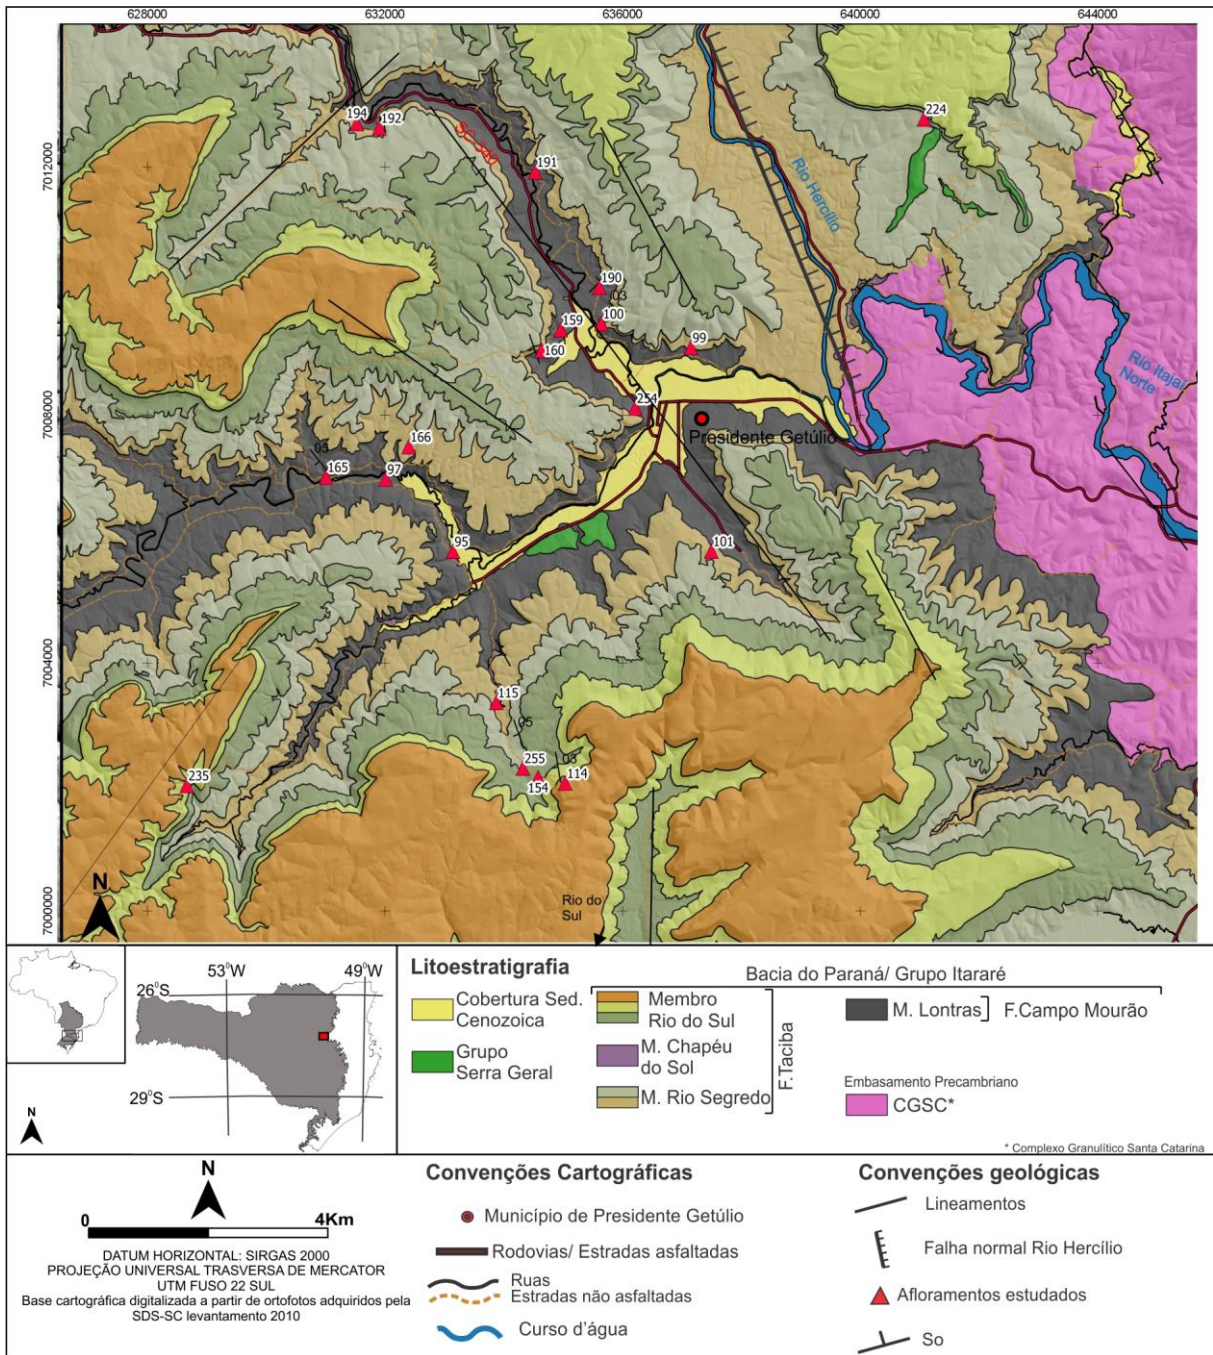 628000 632000 636000 640000 644000
7012000
7008000
7004000
7000000
194
192
224
191
SC-340
Rio Hercílio
190
03
100
159
99
160
Rio Itajaí
Norte
254
Presidente Getúlio
166
05
165
97
95
101
115
05
255
03
154
114
235
N
Rio do
Sul
53°W 49°W
26°S
29°S
N
Litoestratigrafia
Cobertura Sed.
Cenozoica
Grupo
Serra Geral
Bacia do Paraná/ Grupo Itararé
Membro
Rio do Sul
M. Chapéu
do Sol
M. Rio Segredo
F.Taciba
M. Lontras
F.Campo Mourão
Embasamento Precambriano
CGSC*
* Complexo Granulítico Santa Catarina
N
0 4Km
DATUM HORIZONTAL: SIRGAS 2000
PROJEÇÃO UNIVERSAL TRASVERSA DE MERCATOR
UTM FUSO 22 SUL
Base cartográfica digitalizada a partir de ortofotos adquiridos pela
SDS-SC levantamento 2010
Convenções Cartográficas
Município de Presidente Getúlio
Rodovias/ Estradas asfaltadas
Ruas
Estradas não asfaltadas
Curso d'água
Convenções geológicas
Lineamentos
Falha normal Rio Hercílio
Afloramentos estudados
So